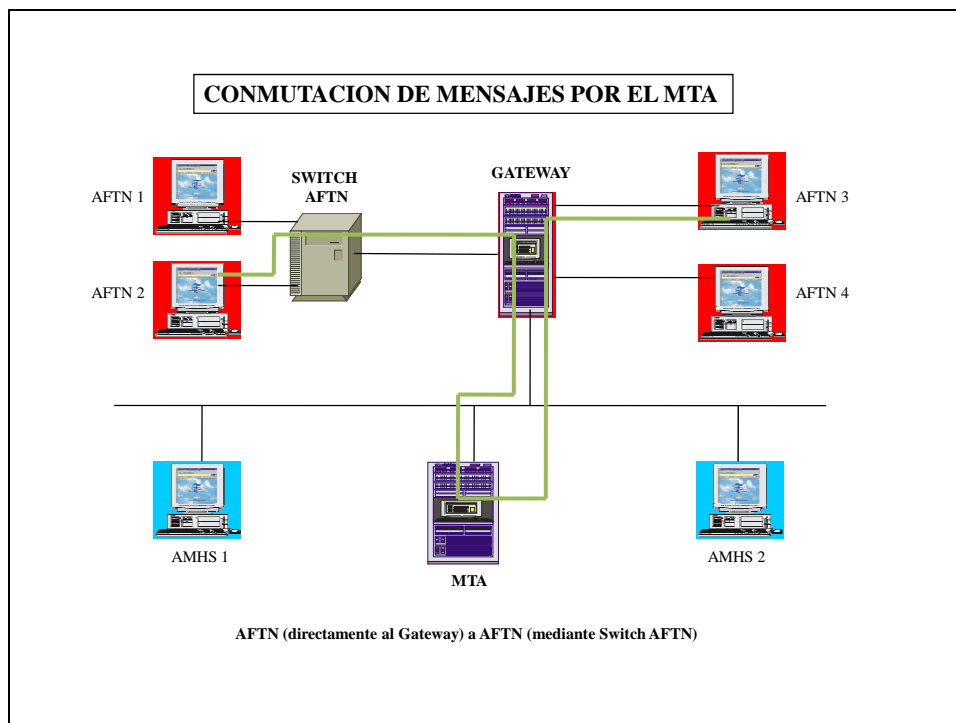 CONMUTACION DE MENSAJES POR EL MTA
AFTN 1
SWITCH
AFTN
GATEWAY
AFTN 3
AFTN 2
AFTN 4
AMHS 1
MTA
AMHS 2
AFTN (directamente al Gateway) a AFTN (mediante Switch AFTN)